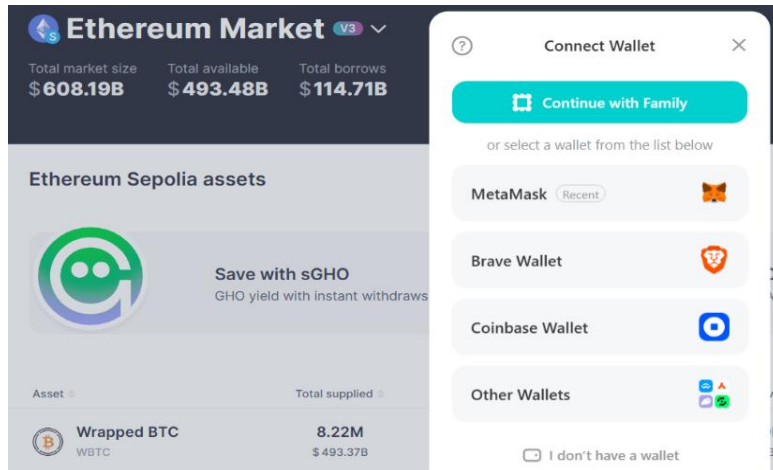 Ethereum Market V3
Total market size Total available Total borrows
$608.19B $493.48B $114.71B
Ethereum Sepolia assets
Save with sGHO
GHO yield with instant withdraws
Asset Total supplied
Wrapped BTC 8.22M
WBTC $493.37B
? Connect Wallet
Continue with Family
or select a wallet from the list below
MetaMask Recent
Brave Wallet
Coinbase Wallet
Other Wallets
I don't have a wallet